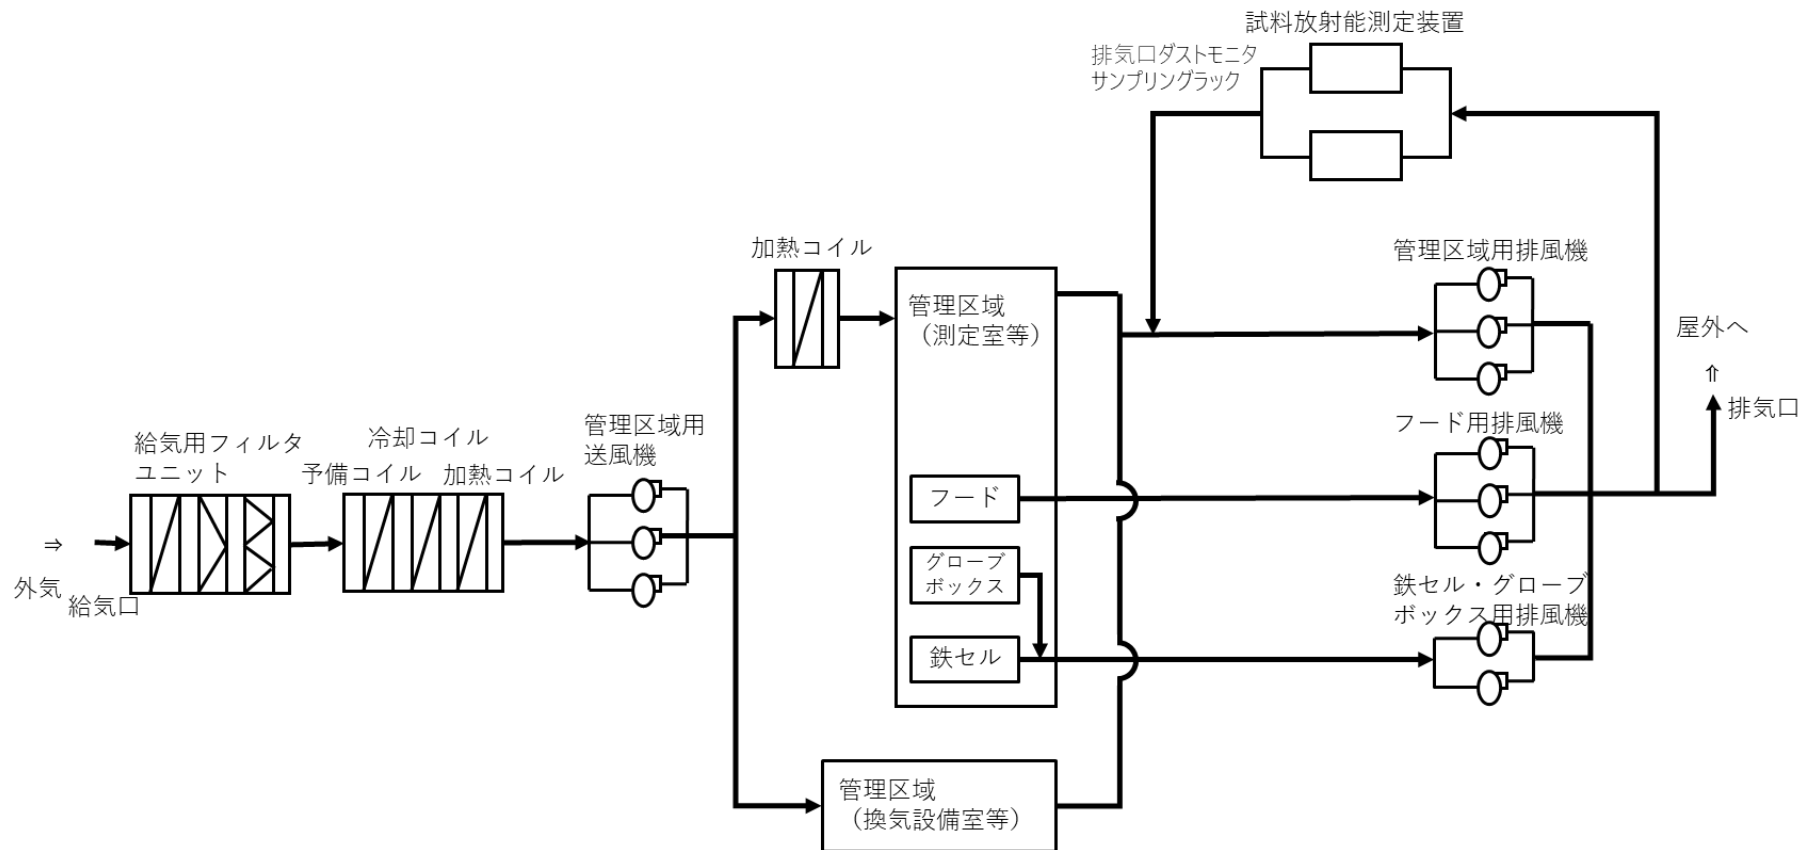 試料放射能測定装置
排気口ダストモニタ
サンプリングラック
加熱コイル
管理区域
(測定室等)
管理区域用排風機
屋外へ
⇑
排気口
フード用排風機
管理区域用
送風機
給気用フィルタ
ユニット
冷却コイル
予備コイル
加熱コイル
フード
グローブ
ボックス
鉄セル
鉄セル・グローブ
ボックス用排風機
⇒
外気
給気口
管理区域
(換気設備室等)